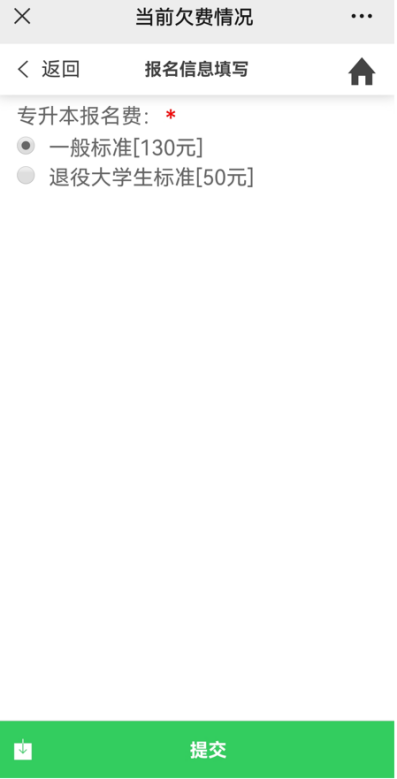 当前欠费情况
返回 报名信息填写
专升本报名费：*
一般标准[130元]
退役大学生标准[50元]
提交